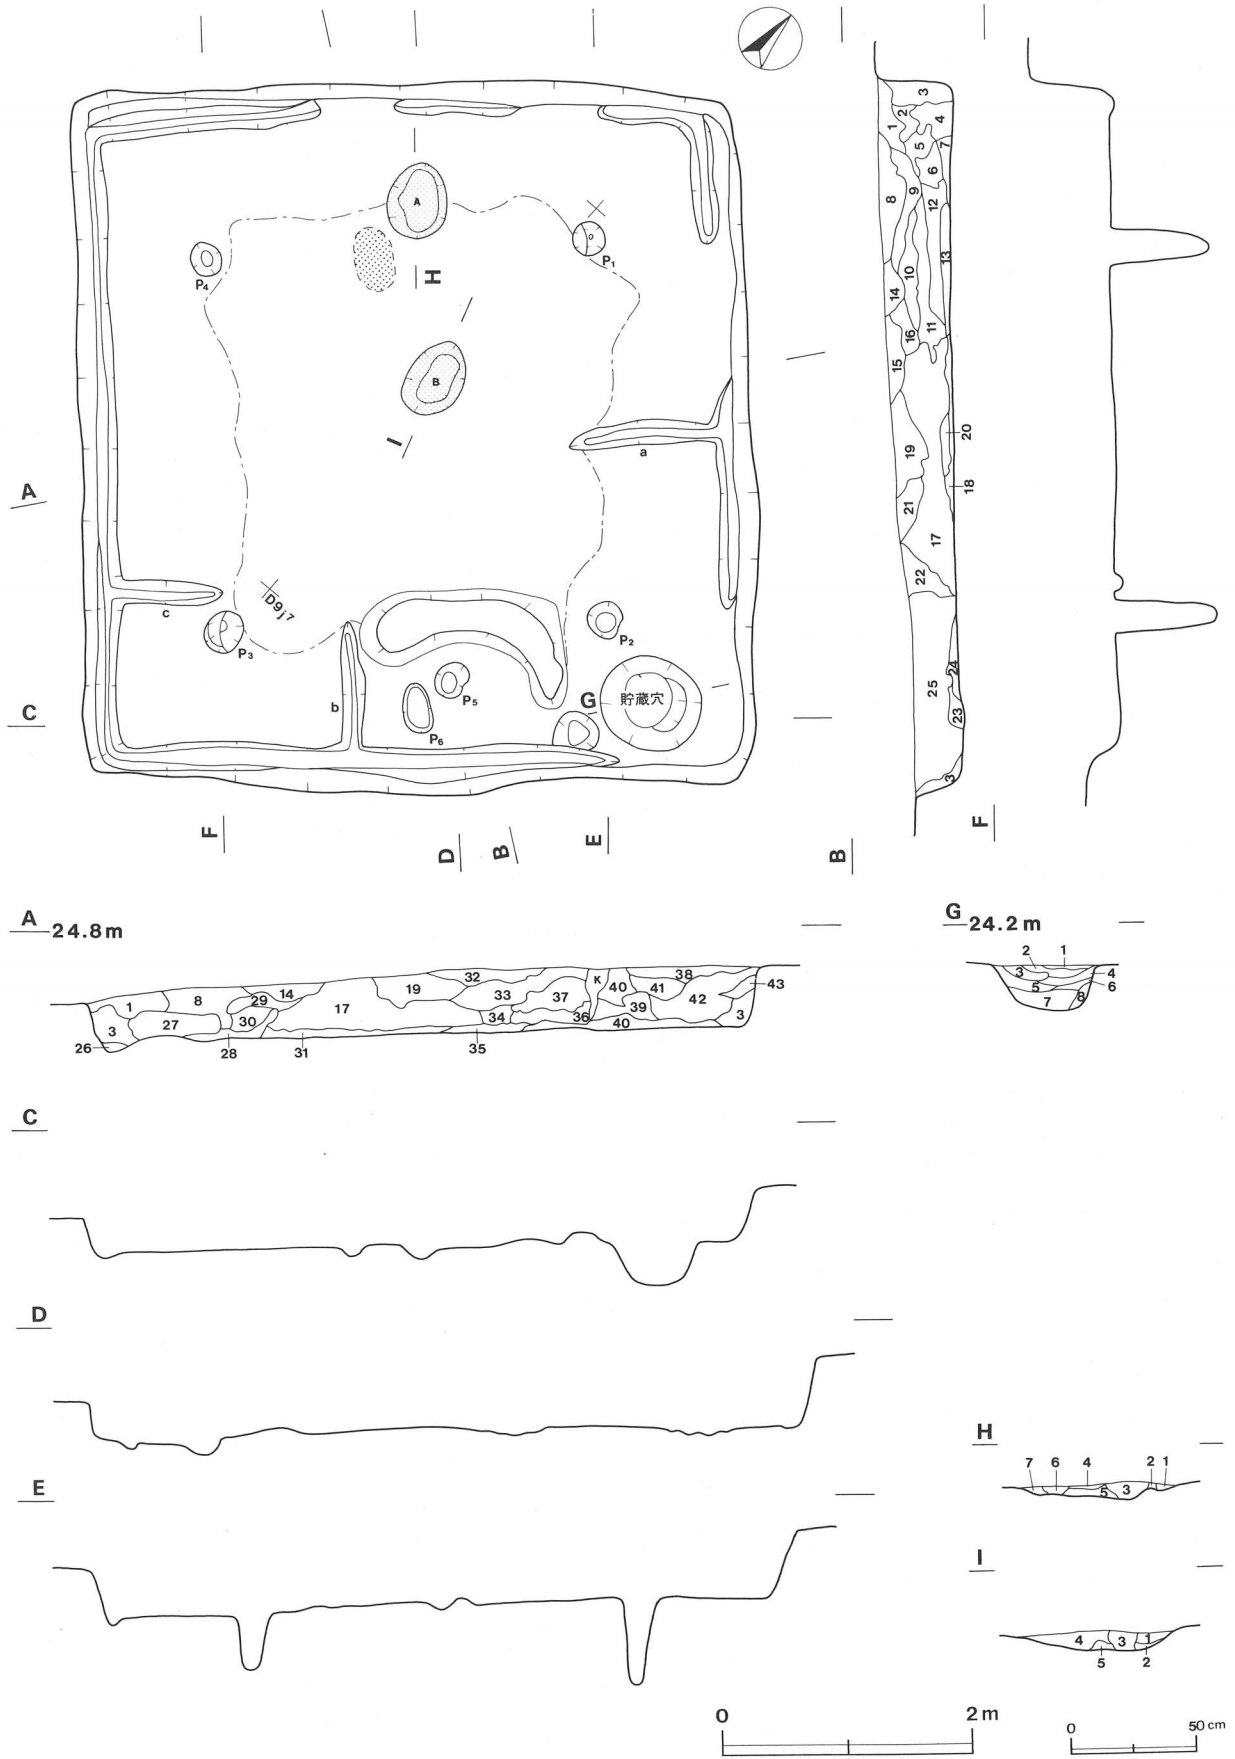 A
P1
P4
H
B
I
a
A
c
D9j7
P3
P2
G
貯蔵穴
P5
b
P6
C
F
D
B
E
B
F
3
2
4
1
5
7
6
8
9
12
13
10
14
11
16
15
20
19
18
21
17
22
24
25
23
3
A 24.8m
1
8
29
14
32
19
33
37
K
40
41
38
43
42
3
27
30
17
34
36
39
40
3
26
28
31
35
G 24.2m
2
1
3
4
5
6
7
8
C
D
E
H
7
6
4
2
1
5
3
I
4
3
1
5
2
0
2m
0
50cm